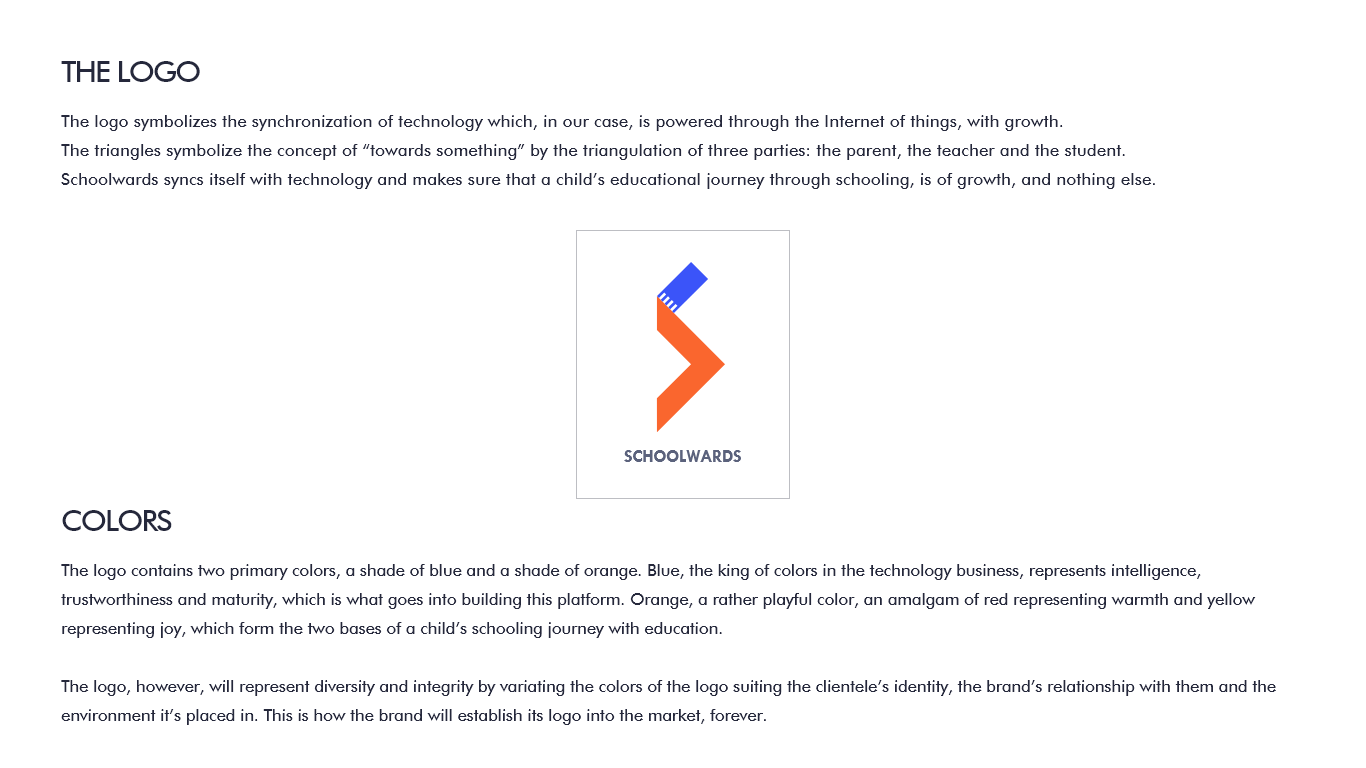 THE LOGO
The logo symbolizes the synchronization of technology which, in our case, is powered through the Internet of things, with growth.
The triangles symbolize the concept of “towards something” by the triangulation of three parties: the parent, the teacher and the student.
Schoolwards syncs itself with technology and makes sure that a child’s educational journey through schooling, is of growth, and nothing else.
SCHOOLWARDS
COLORS
The logo contains two primary colors, a shade of blue and a shade of orange. Blue, the king of colors in the technology business, represents intelligence,
trustworthiness and maturity, which is what goes into building this platform. Orange, a rather playful color, an amalgam of red representing warmth and yellow
representing joy, which form the two bases of a child’s schooling journey with education.
The logo, however, will represent diversity and integrity by variating the colors of the logo suiting the clientele’s identity, the brand’s relationship with them and the
environment it’s placed in. This is how the brand will establish its logo into the market, forever.